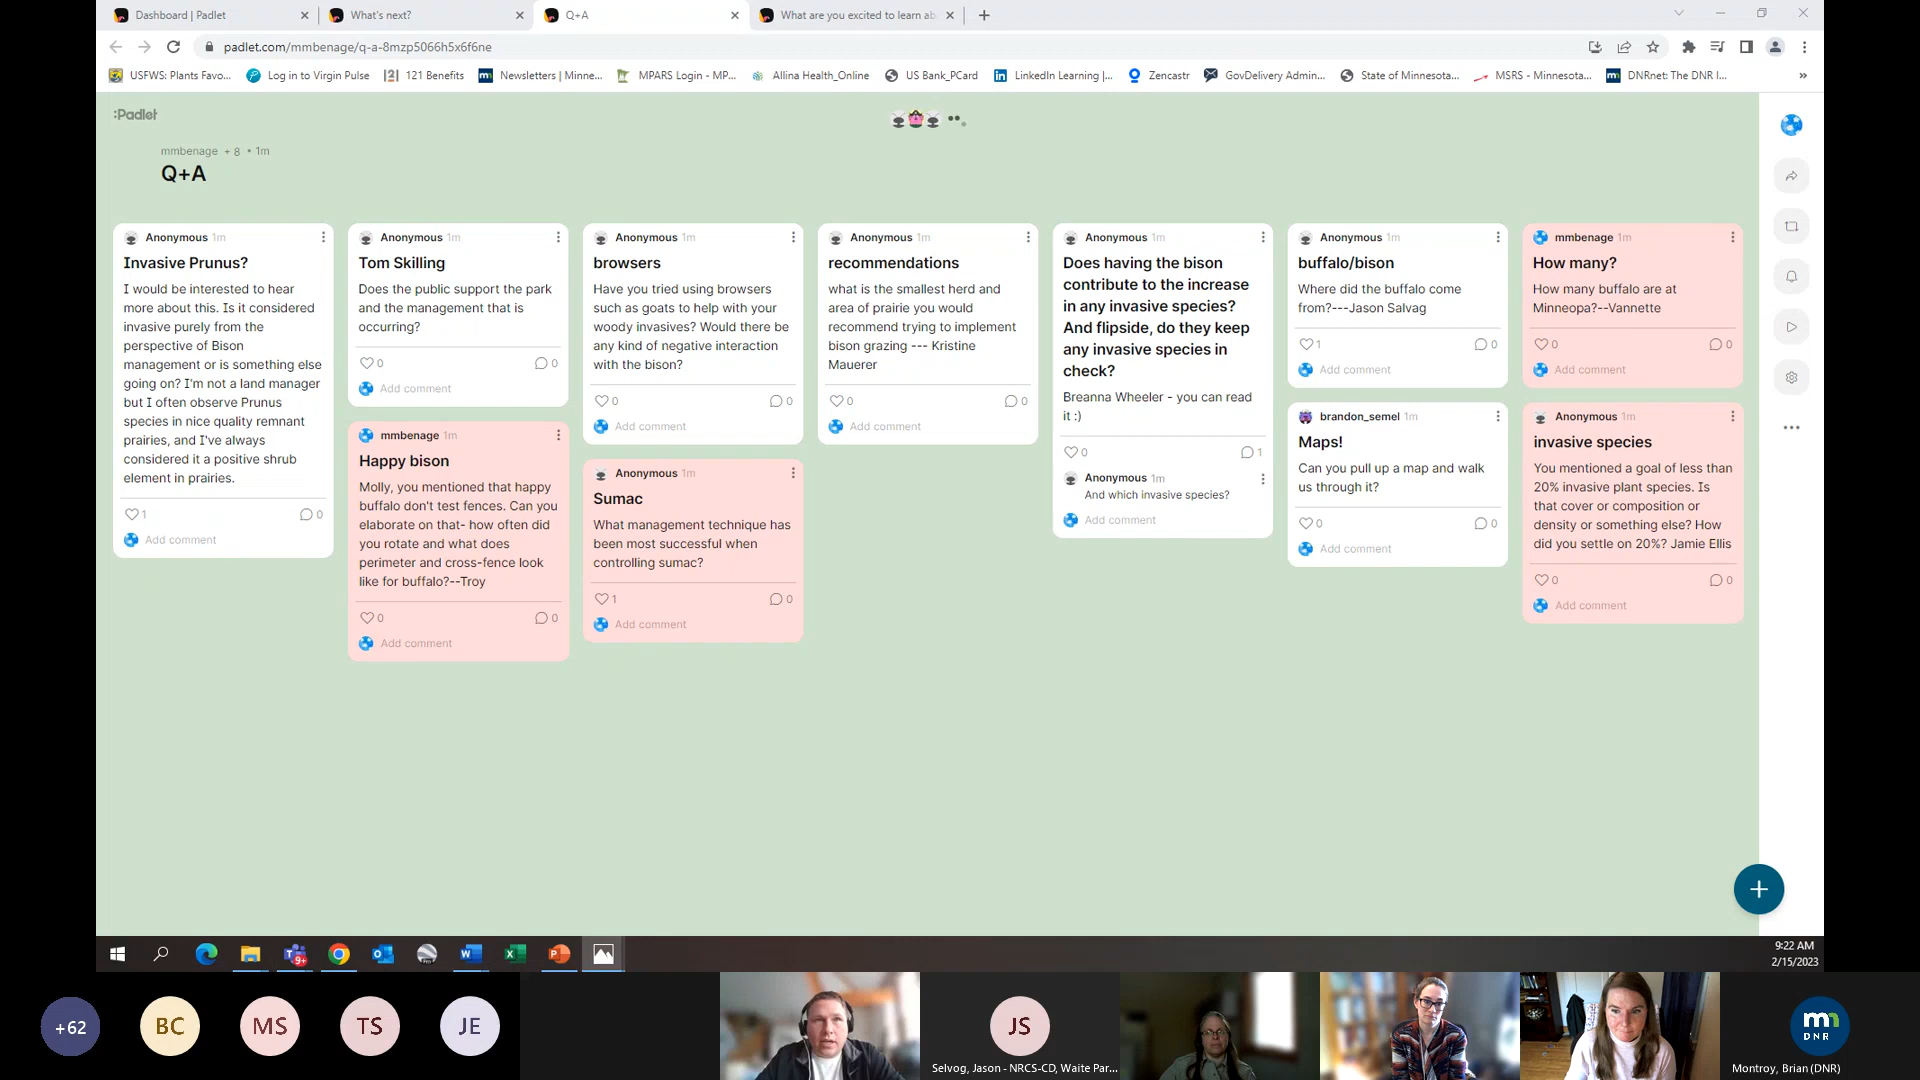 Dashboard | Padlet
What's next?
Q+A
What are you excited to learn ab
padlet.com/mmbenage/q-a-8mzp5066h5x6f6ne
USFWS: Plants Favo...
Log in to Virgin Pulse
121 Benefits
Newsletters | Minne...
MPARS Login - MP...
Allina Health_Online
US Bank_PCard
LinkedIn Learning |...
Zencastr
GovDelivery Admin...
State of Minnesota...
MSRS - Minnesota...
DNRnet: The DNR I...
:Padlet
mmbenage + 8 • 1m
Q+A
Anonymous 1m
Invasive Prunus?
I would be interested to hear
more about this. Is it considered
invasive purely from the
perspective of Bison
management or is something else
going on? I'm not a land manager
but I often observe Prunus
species in nice quality remnant
prairies, and I've always
considered it a positive shrub
element in prairies.
1
0
Add comment
Anonymous 1m
Tom Skilling
Does the public support the park
and the management that is
occurring?
0
0
Add comment
mmbenage 1m
Happy bison
Molly, you mentioned that happy
buffalo don't test fences. Can you
elaborate on that- how often did
you rotate and what does
perimeter and cross-fence look
like for buffalo?--Troy
0
0
Add comment
Anonymous 1m
browsers
Have you tried using browsers
such as goats to help with your
woody invasives? Would there be
any kind of negative interaction
with the bison?
0
0
Add comment
Anonymous 1m
Sumac
What management technique has
been most successful when
controlling sumac?
1
0
Add comment
Anonymous 1m
recommendations
what is the smallest herd and
area of prairie you would
recommend trying to implement
bison grazing --- Kristine
Mauerer
0
0
Add comment
Anonymous 1m
Does having the bison
contribute to the increase
in any invasive species?
And flipside, do they keep
any invasive species in
check?
Breanna Wheeler - you can read
it :)
0
1
Anonymous 1m
And which invasive species?
Add comment
Anonymous 1m
buffalo/bison
Where did the buffalo come
from?---Jason Salvag
1
0
Add comment
brandon_semel 1m
Maps!
Can you pull up a map and walk
us through it?
0
0
Add comment
mmbenage 1m
How many?
How many buffalo are at
Minneopa?--Vannette
0
0
Add comment
Anonymous 1m
invasive species
You mentioned a goal of less than
20% invasive plant species. Is
that cover or composition or
density or something else? How
did you settle on 20%? Jamie Ellis
0
0
Add comment
9+
9:22 AM
2/15/2023
+62
BC
MS
TS
JE
JS
Selvog, Jason - NRCS-CD, Waite Par...
mn
DNR
Montroy, Brian (DNR)